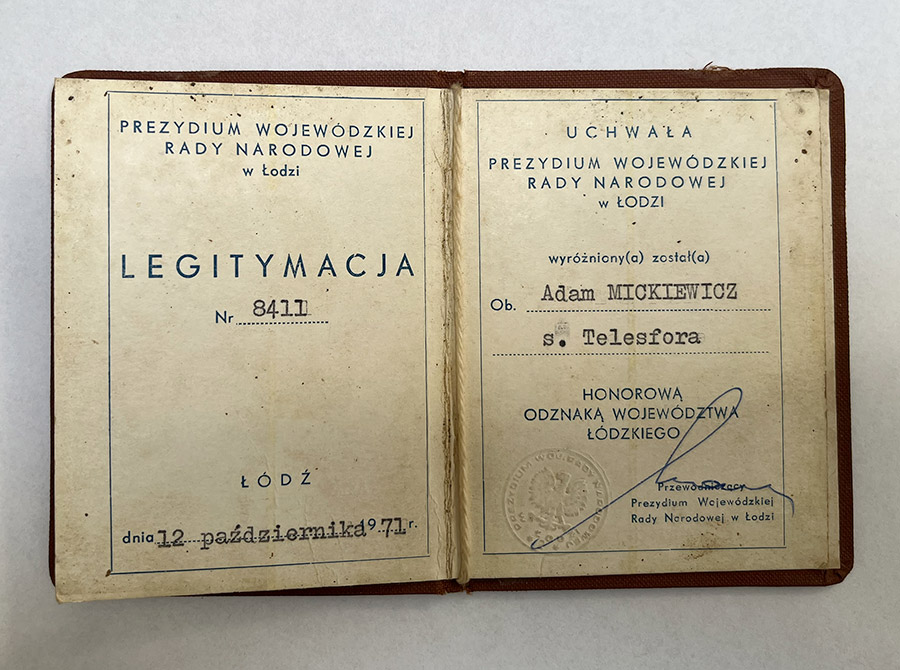 PREZYDIUM WOJEWÓDZKIEJ
RADY NARODOWEJ
w Łodzi
LEGITYMACJA
Nr 8411
ŁÓDŹ
dnia 12 października 1971 r.
UCHWAŁA
PREZYDIUM WOJEWÓDZKIEJ
RADY NARODOWEJ
w ŁODZI
wyróżniony(a) został(a)
Ob. Adam MICKIEWICZ
s. Telesfora
HONOROWĄ
ODZNAKĄ WOJEWÓDZTWA
ŁÓDZKIEGO
Przewodniczący
Prezydium Wojewódzkiej
Rady Narodowej w Łodzi